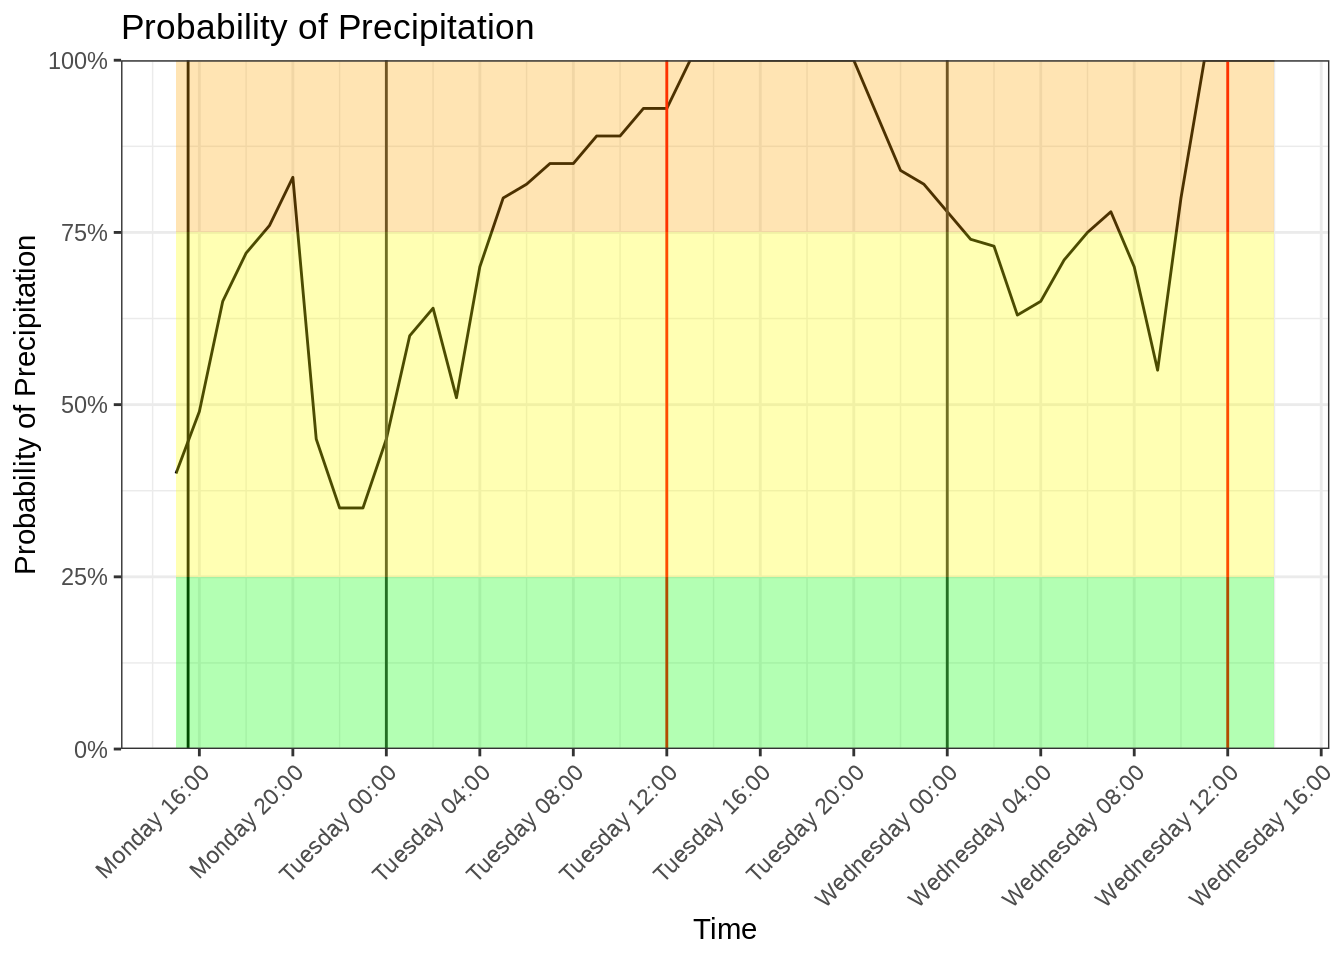 Probability of Precipitation
100%
75%
50%
25%
0%
Probability of Precipitation
Monday 16:00
Monday 20:00
Tuesday 00:00
Tuesday 04:00
Tuesday 08:00
Tuesday 12:00
Tuesday 16:00
Tuesday 20:00
Wednesday 00:00
Wednesday 04:00
Wednesday 08:00
Wednesday 12:00
Wednesday 16:00
Time